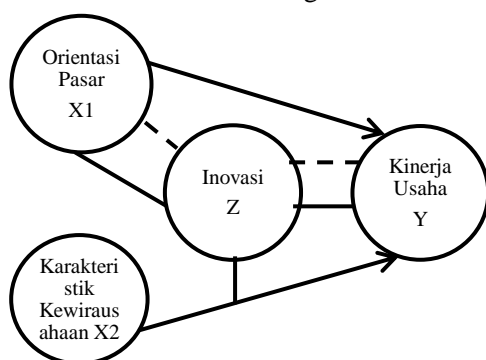 Orientasi
Pasar
X1
Inovasi
Z
Kinerja
Usaha
Y
Karakteri
stik
Kewiraus
ahaan X2